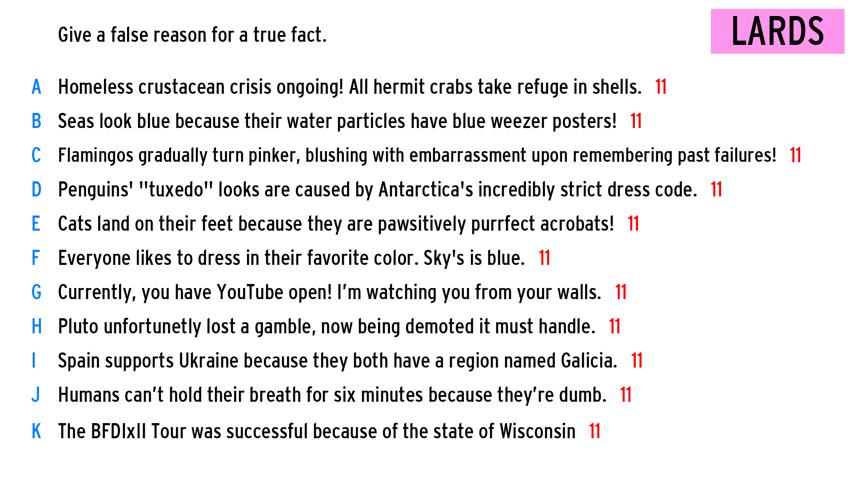 Give a false reason for a true fact.
LARDS
A Homeless crustacean crisis ongoing! All hermit crabs take refuge in shells. 11
B Seas look blue because their water particles have blue weezer posters! 11
C Flamingos gradually turn pinker, blushing with embarrassment upon remembering past failures! 11
D Penguins' "tuxedo" looks are caused by Antarctica's incredibly strict dress code. 11
E Cats land on their feet because they are pawsitively purrfect acrobats! 11
F Everyone likes to dress in their favorite color. Sky's is blue. 11
G Currently, you have YouTube open! I’m watching you from your walls. 11
H Pluto unfortunetly lost a gamble, now being demoted it must handle. 11
I Spain supports Ukraine because they both have a region named Galicia. 11
J Humans can’t hold their breath for six minutes because they’re dumb. 11
K The BFDIxII Tour was successful because of the state of Wisconsin 11